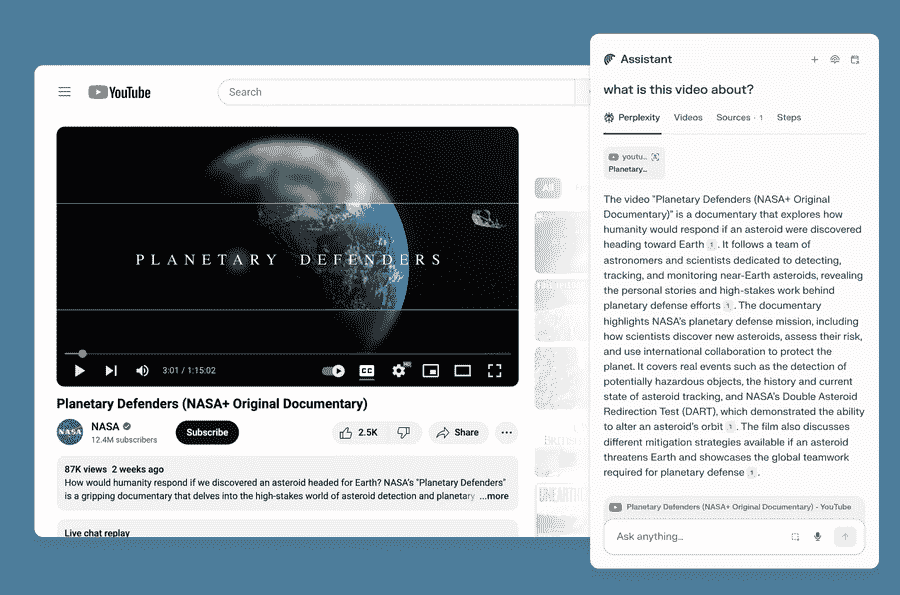 YouTube
Search
PLANETARY DEFENDERS
3:01 / 1:15:02
CC
Planetary Defenders (NASA+ Original Documentary)
NASA
NASA
12.4M subscribers
Subscribe
2.5K
Share
87K views 2 weeks ago
How would humanity respond if we discovered an asteroid headed for Earth? NASA's "Planetary Defenders"
is a gripping documentary that delves into the high-stakes world of asteroid detection and planetary ...more
Live chat replay
All
Assistant
what is this video about?
Perplexity Videos Sources · 1 Steps
youtu...
Planetary...
The video "Planetary Defenders (NASA+ Original
Documentary)" is a documentary that explores how
humanity would respond if an asteroid were discovered
heading toward Earth 1 . It follows a team of
astronomers and scientists dedicated to detecting,
tracking, and monitoring near-Earth asteroids, revealing
the personal stories and high-stakes work behind
planetary defense efforts 1 . The documentary
highlights NASA's planetary defense mission, including
how scientists discover new asteroids, assess their risk,
and use international collaboration to protect the
planet. It covers real events such as the detection of
potentially hazardous objects, the history and current
state of asteroid tracking, and NASA's Double Asteroid
Redirection Test (DART), which demonstrated the ability
to alter an asteroid's orbit 1 . The film also discusses
different mitigation strategies available if an asteroid
threatens Earth and showcases the global teamwork
required for planetary defense 1 .
Planetary Defenders (NASA+ Original Documentary) - YouTube
Ask anything...